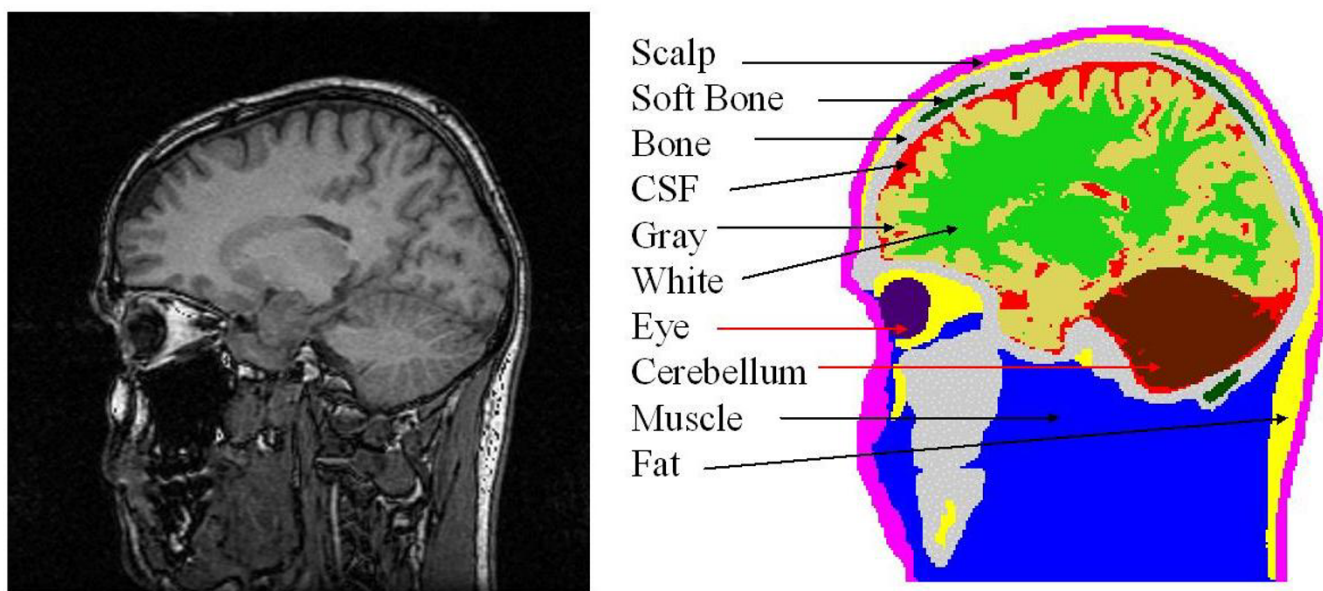 Scalp
Soft Bone
Bone
CSF
Gray
White
Eye
Cerebellum
Muscle
Fat